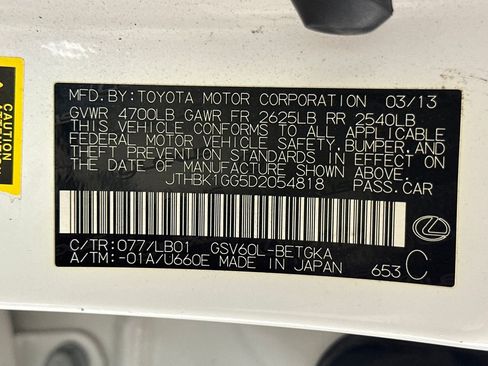 MFD.BY:TOYOTA MOTOR CORPORATION 03/13
GVWR 4700LB GAWR FR 2625LB RR 2540LB
THIS VEHICLE CONFORMS TO ALL APPLICABLE
FEDERAL MOTOR VEHICLE SAFETY, BUMPER, AND
THEFT PREVENTION STANDARDS IN EFFECT ON
THE DATE OF MANUFACTURE SHOWN ABOVE.
JTHBK1GG5D2054818 PASS.CAR
C/TR:077/LB01 GSV60L-BETGKA
A/TM:-01A/U660E MADE IN JAPAN 653 C
CAUTION